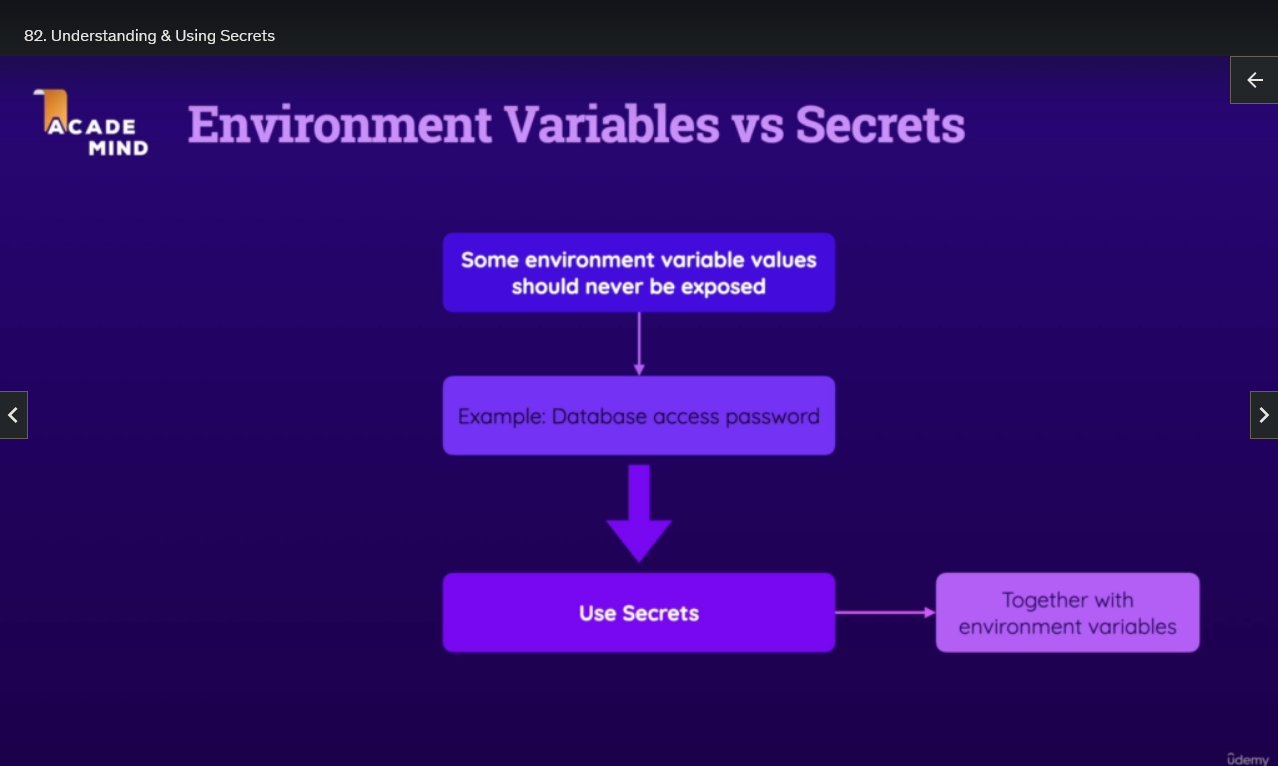 82. Understanding & Using Secrets
ACADE
MIND
Environment Variables vs Secrets
Some environment variable values
should never be exposed
Example: Database access password
Use Secrets
Together with
environment variables
ûdemy